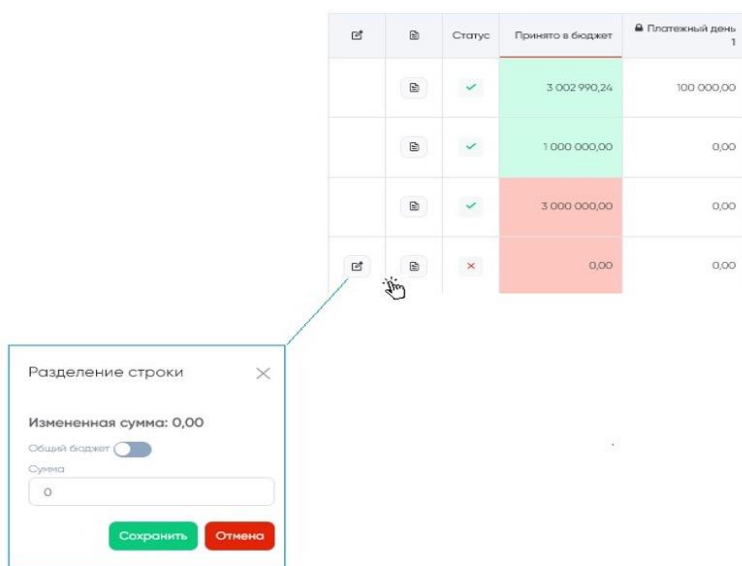 Статус Принято в бюджет Платежный день
1
3 002 990,24 100 000,00
1 000 000,00 0,00
3 000 000,00 0,00
0,00 0,00
Разделение строки
Измененная сумма: 0,00
Общий бюджет
Сумма
0
Сохранить Отмена